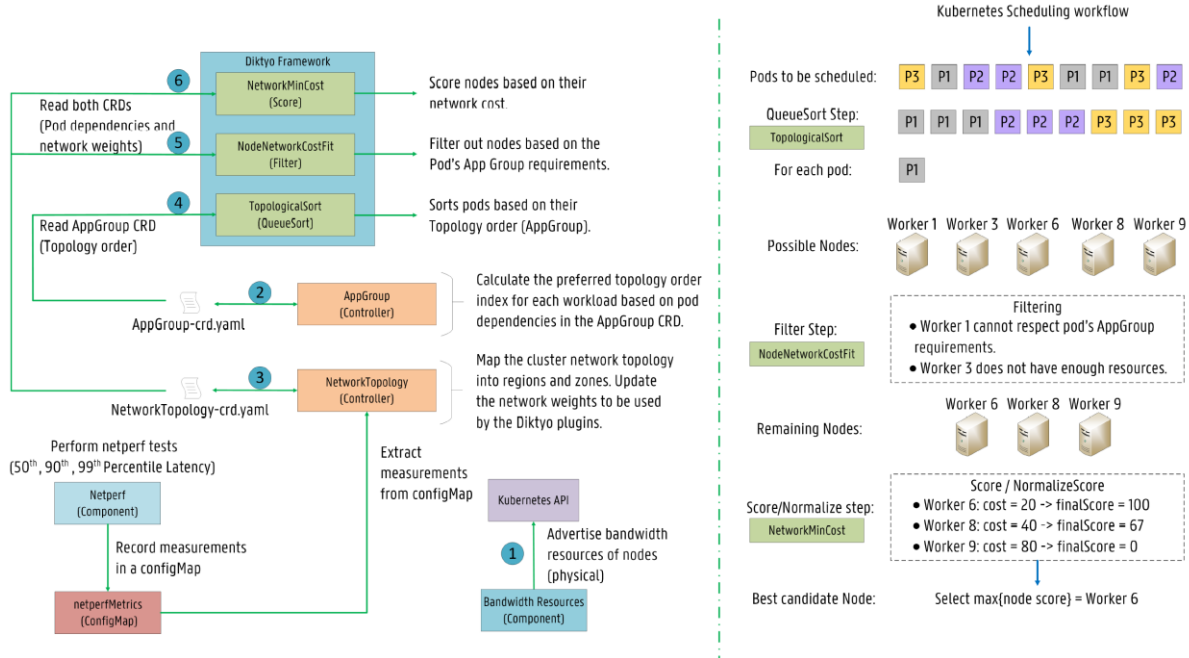 Diktyo Framework
6
NetworkMinCost
(Score)
Score nodes based on their
network cost.
Read both CRDs
(Pod dependencies and
network weights)
5
NodeNetworkCostFit
(Filter)
Filter out nodes based on the
Pod's App Group requirements.
4
TopologicalSort
(QueueSort)
Sorts pods based on their
Topology order (AppGroup).
Read AppGroup CRD
(Topology order)
2
AppGroup
(Controller)
Calculate the preferred topology order
index for each workload based on pod
dependencies in the AppGroup CRD.
AppGroup-crd.yaml
3
NetworkTopology
(Controller)
Map the cluster network topology
into regions and zones. Update
the network weights to be used
by the Diktyo plugins.
NetworkTopology-crd.yaml
Perform netperf tests
(50th, 90th, 99th Percentile Latency)
Netperf
(Component)
Extract
measurements
from configMap
Kubernetes API
Record measurements
in a configMap
1
Advertise bandwidth
resources of nodes
(physical)
netperfMetrics
(ConfigMap)
Bandwidth Resources
(Component)
Kubernetes Scheduling workflow
Pods to be scheduled:
P3 P1 P2 P2 P3 P1 P1 P3 P2
QueueSort Step:
TopologicalSort
P1 P1 P1 P2 P2 P2 P3 P3 P3
For each pod:
P1
Worker 1 Worker 3 Worker 6 Worker 8 Worker 9
Possible Nodes:
Filter Step:
NodeNetworkCostFit
Filtering
● Worker 1 cannot respect pod's AppGroup
requirements.
● Worker 3 does not have enough resources.
Worker 6 Worker 8 Worker 9
Remaining Nodes:
Score/Normalize step:
NetworkMinCost
Score / NormalizeScore
● Worker 6: cost = 20 -> finalScore = 100
● Worker 8: cost = 40 -> finalScore = 67
● Worker 9: cost = 80 -> finalScore = 0
Best candidate Node:
Select max{node score} = Worker 6